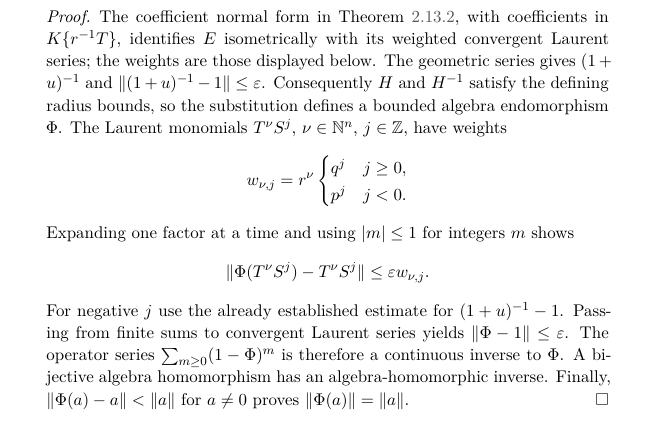 Proof. The coefficient normal form in Theorem 2.13.2, with coefficients in
K{r⁻¹T}, identifies E isometrically with its weighted convergent Laurent
series; the weights are those displayed below. The geometric series gives (1 +
u)⁻¹ and ‖(1 + u)⁻¹ − 1‖ ≤ ε. Consequently H and H⁻¹ satisfy the defining
radius bounds, so the substitution defines a bounded algebra endomorphism
Φ. The Laurent monomials T^ν S^j, ν ∈ ℕⁿ, j ∈ ℤ, have weights
w_{ν,j} = r^ν { q^j j ≥ 0,
p^j j < 0.
Expanding one factor at a time and using |m| ≤ 1 for integers m shows
‖Φ(T^ν S^j) − T^ν S^j‖ ≤ εw_{ν,j}.
For negative j use the already established estimate for (1 + u)⁻¹ − 1. Pass-
ing from finite sums to convergent Laurent series yields ‖Φ − 1‖ ≤ ε. The
operator series ∑_{m≥0}(1 − Φ)^m is therefore a continuous inverse to Φ. A bi-
jective algebra homomorphism has an algebra-homomorphic inverse. Finally,
‖Φ(a) − a‖ < ‖a‖ for a ≠ 0 proves ‖Φ(a)‖ = ‖a‖. □